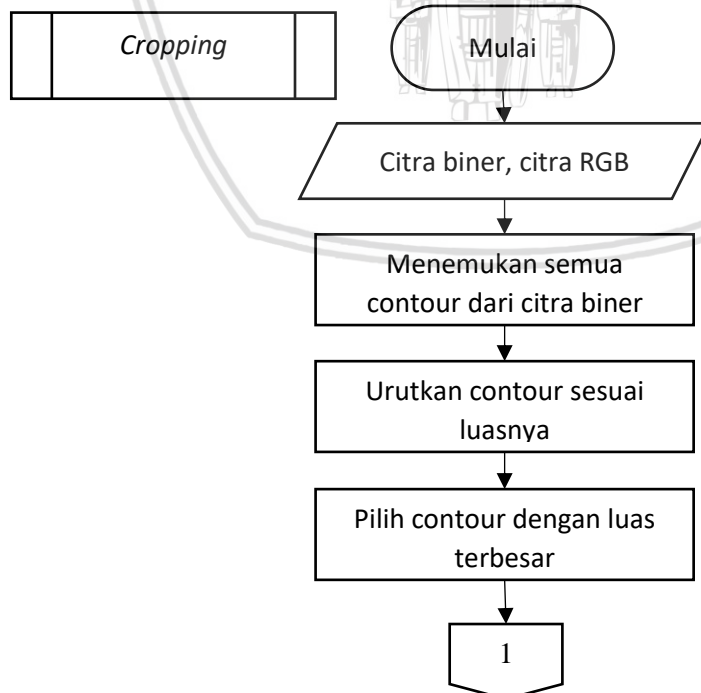 Cropping
Mulai
Citra biner, citra RGB
Menemukan semua
contour dari citra biner
Urutkan contour sesuai
luasnya
Pilih contour dengan luas
terbesar
1